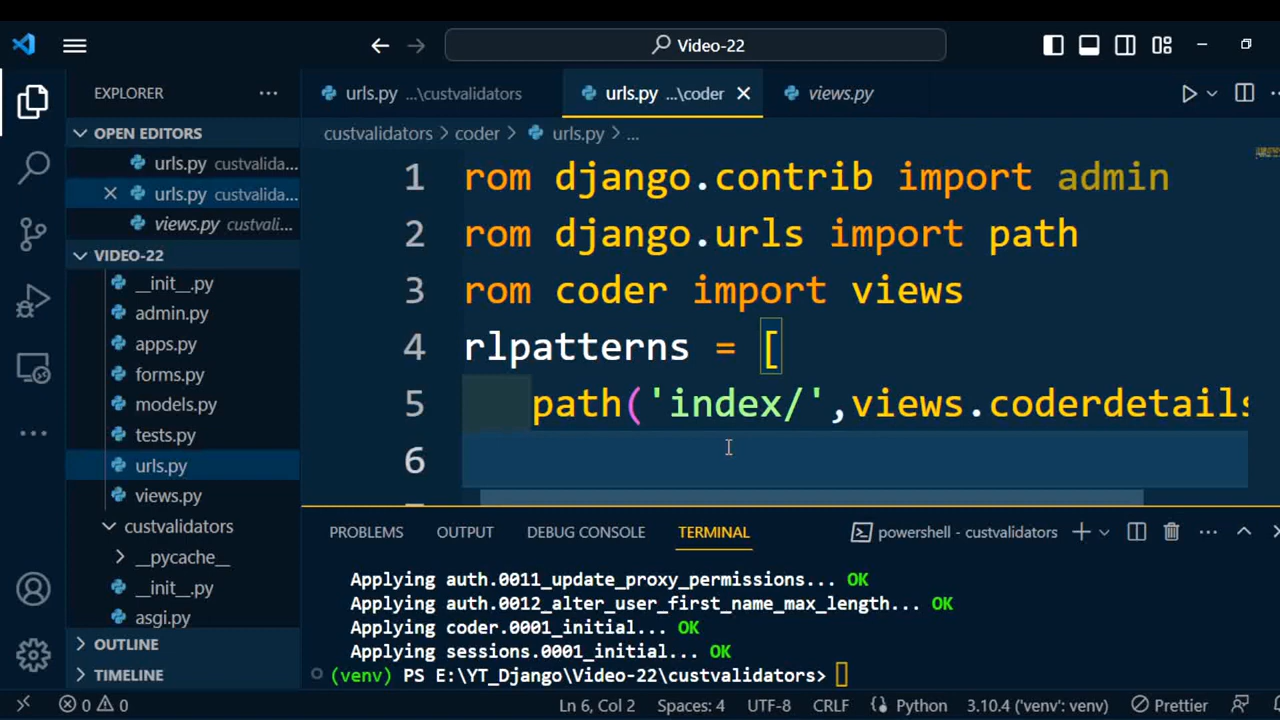 Video-22
EXPLORER
urls.py ...\custvalidators
urls.py ...\coder
views.py
OPEN EDITORS
urls.py custvalida...
urls.py custvalida...
views.py custvali...
VIDEO-22
__init__.py
admin.py
apps.py
forms.py
models.py
tests.py
urls.py
views.py
custvalidators
__pycache__
__init__.py
asgi.py
OUTLINE
TIMELINE
custvalidators > coder > urls.py > ...
1 rom django.contrib import admin
2 rom django.urls import path
3 rom coder import views
4 rlpatterns = [
5 path('index/',views.coderdetails
6
PROBLEMS OUTPUT DEBUG CONSOLE TERMINAL powershell - custvalidators
Applying auth.0011_update_proxy_permissions... OK
Applying auth.0012_alter_user_first_name_max_length... OK
Applying coder.0001_initial... OK
Applying sessions.0001_initial... OK
(venv) PS E:\YT_Django\Video-22\custvalidators>
0 0 Ln 6, Col 2 Spaces: 4 UTF-8 CRLF Python 3.10.4 ('venv': venv) Prettier